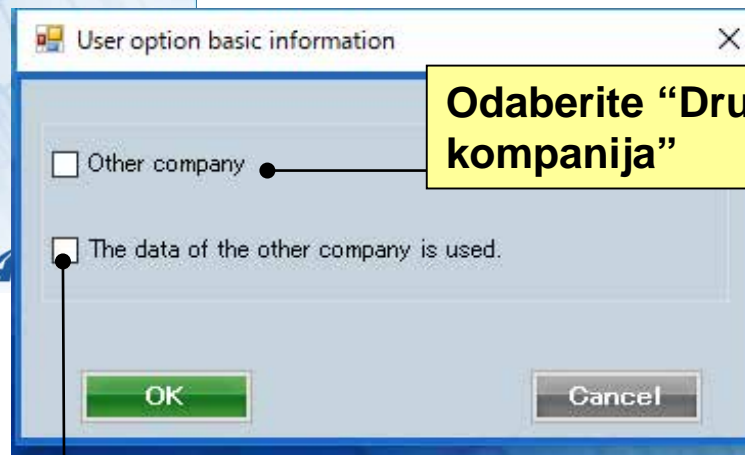 User option basic information
Odaberite “Dru
kompanija”
Other company
The data of the other company is used.
OK
Cancel